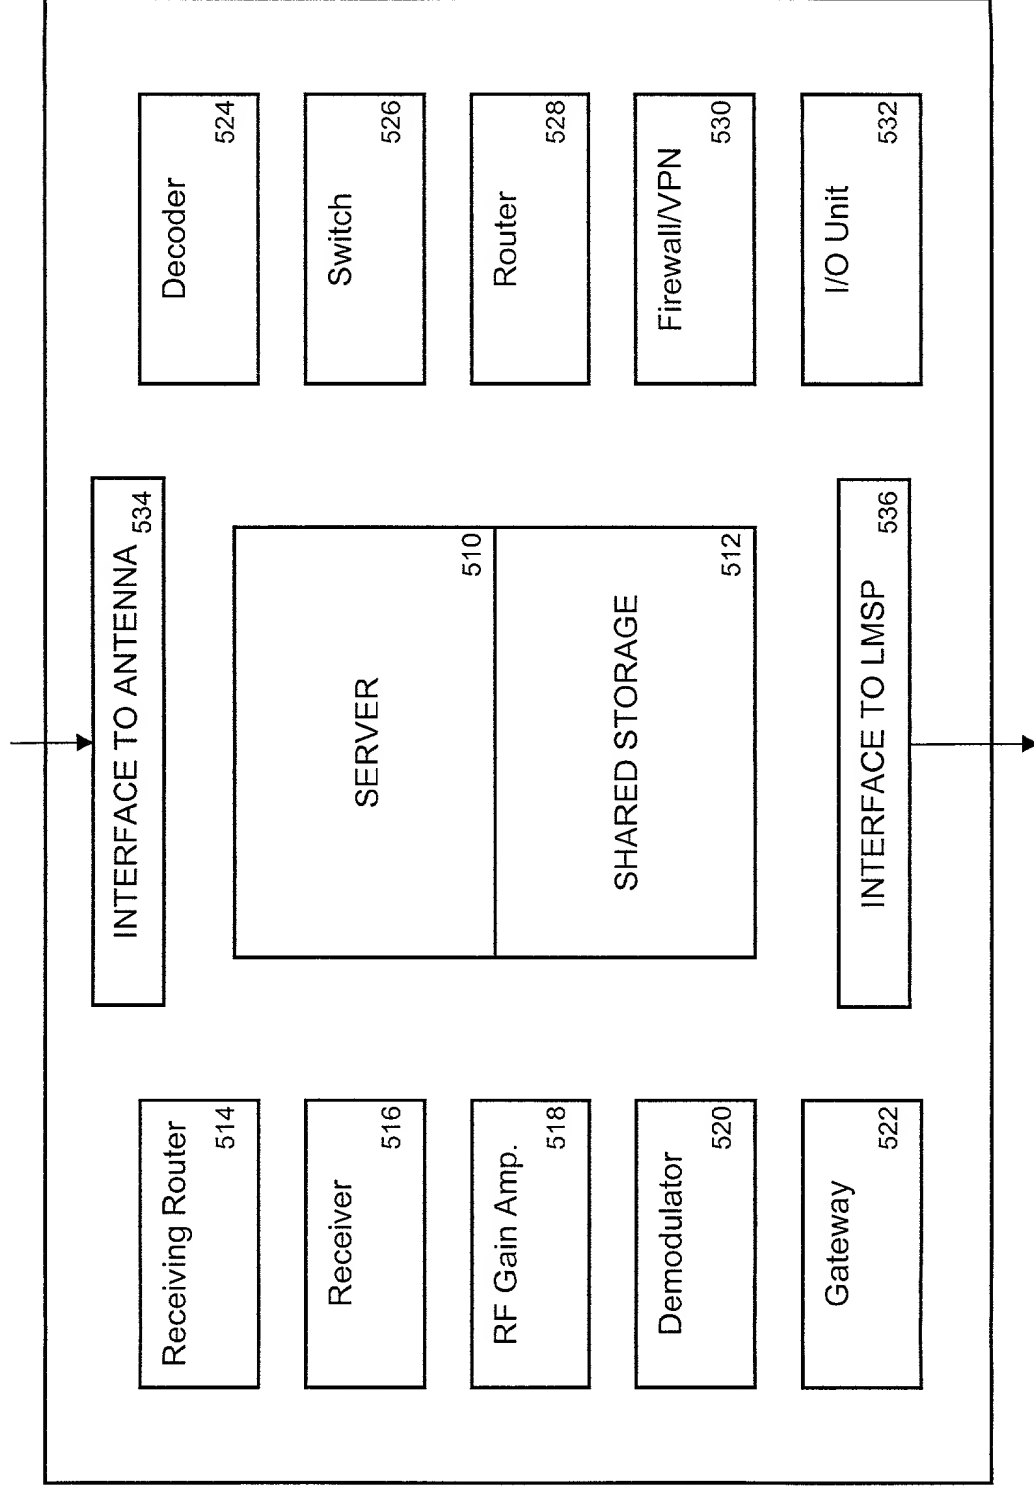 INTERFACE TO ANTENNA
534
Receiving Router
514
Receiver
516
RF Gain Amp.
518
Demodulator
520
Gateway
522
SERVER
510
SHARED STORAGE
512
Decoder
524
Switch
526
Router
528
Firewall/VPN
530
I/O Unit
532
INTERFACE TO LMSP
536